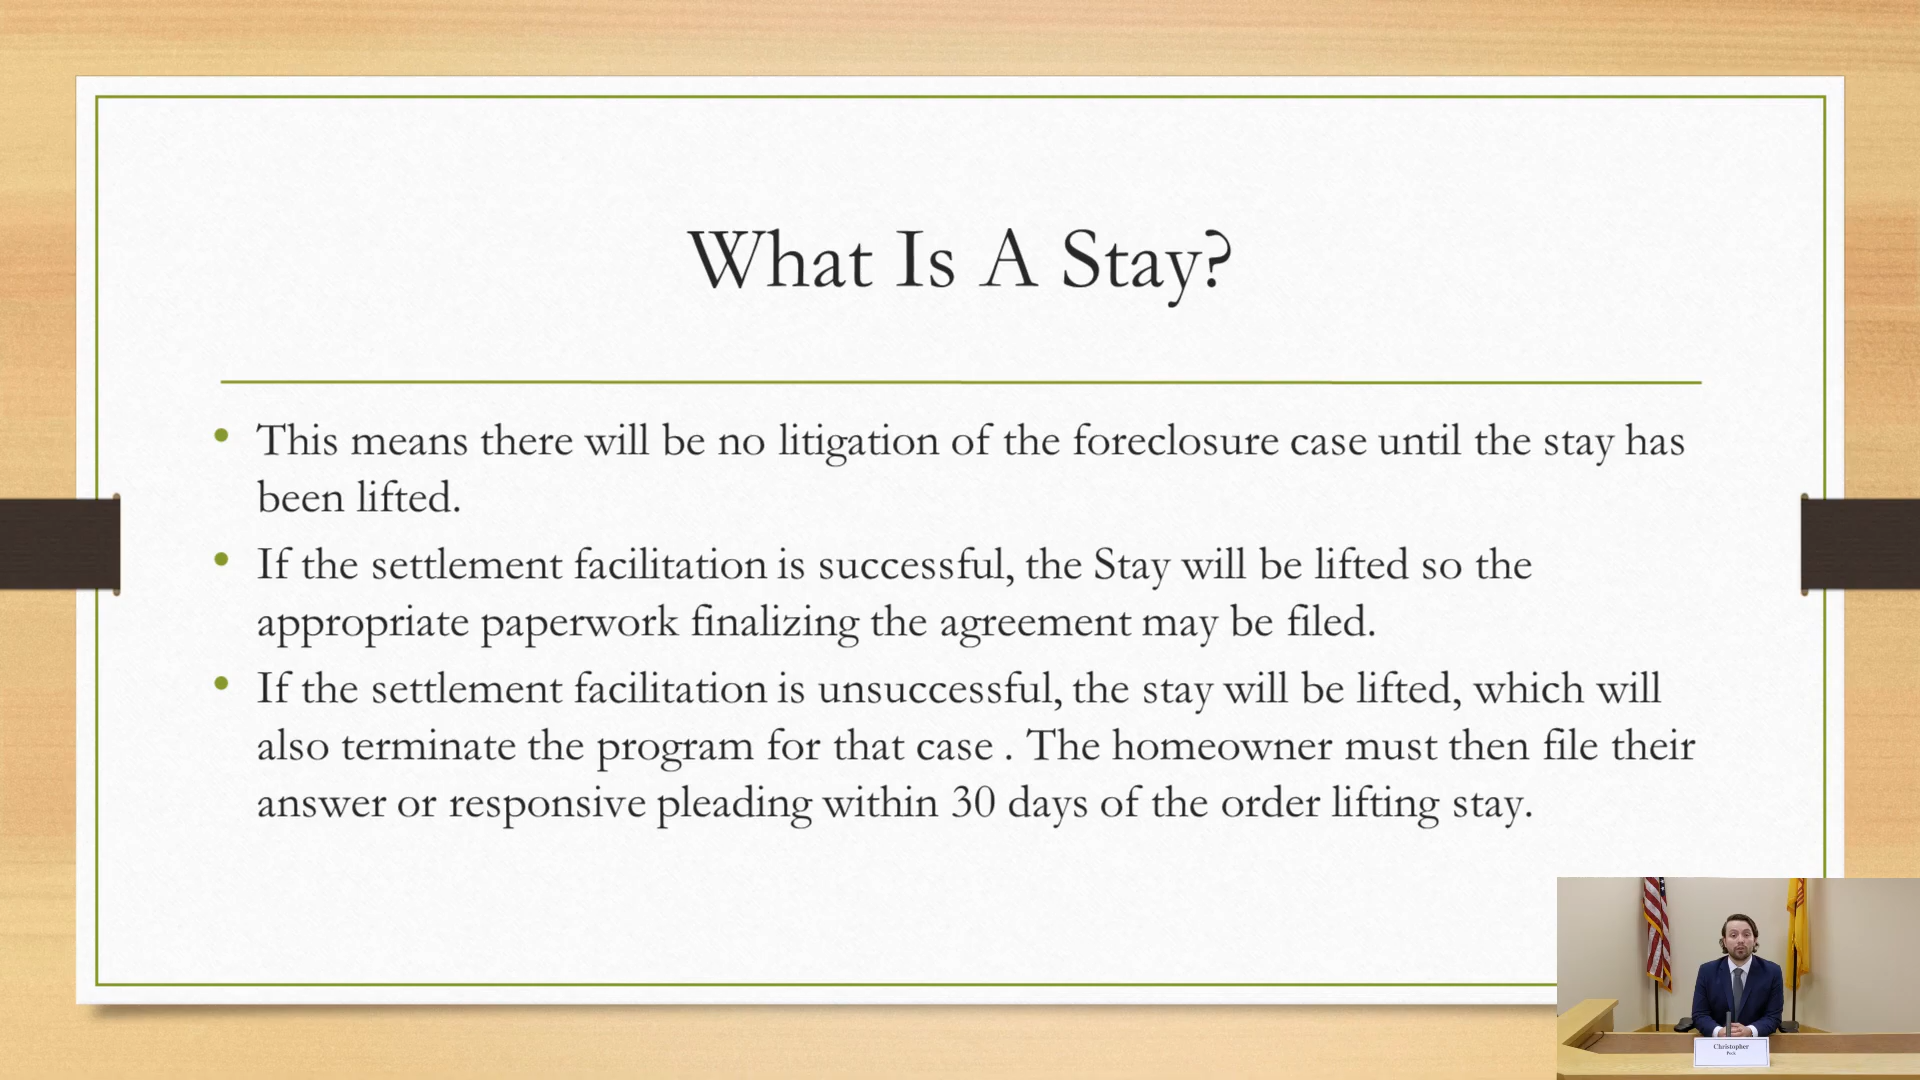 What Is A Stay?
• This means there will be no litigation of the foreclosure case until the stay has
been lifted.
• If the settlement facilitation is successful, the Stay will be lifted so the
appropriate paperwork finalizing the agreement may be filed.
• If the settlement facilitation is unsuccessful, the stay will be lifted, which will
also terminate the program for that case . The homeowner must then file their
answer or responsive pleading within 30 days of the order lifting stay.
Christopher